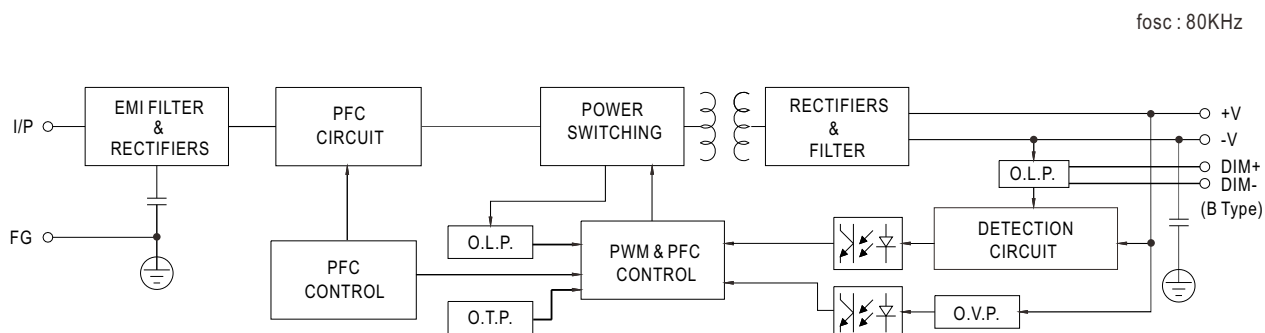 fosc : 80KHz
EMI FILTER
&
RECTIFIERS
PFC
CIRCUIT
POWER
SWITCHING
RECTIFIERS
&
FILTER
I/P
+V
-V
DIM+
DIM-
(B Type)
O.L.P.
FG
O.L.P.
PFC
CONTROL
PWM & PFC
CONTROL
DETECTION
CIRCUIT
O.T.P.
O.V.P.